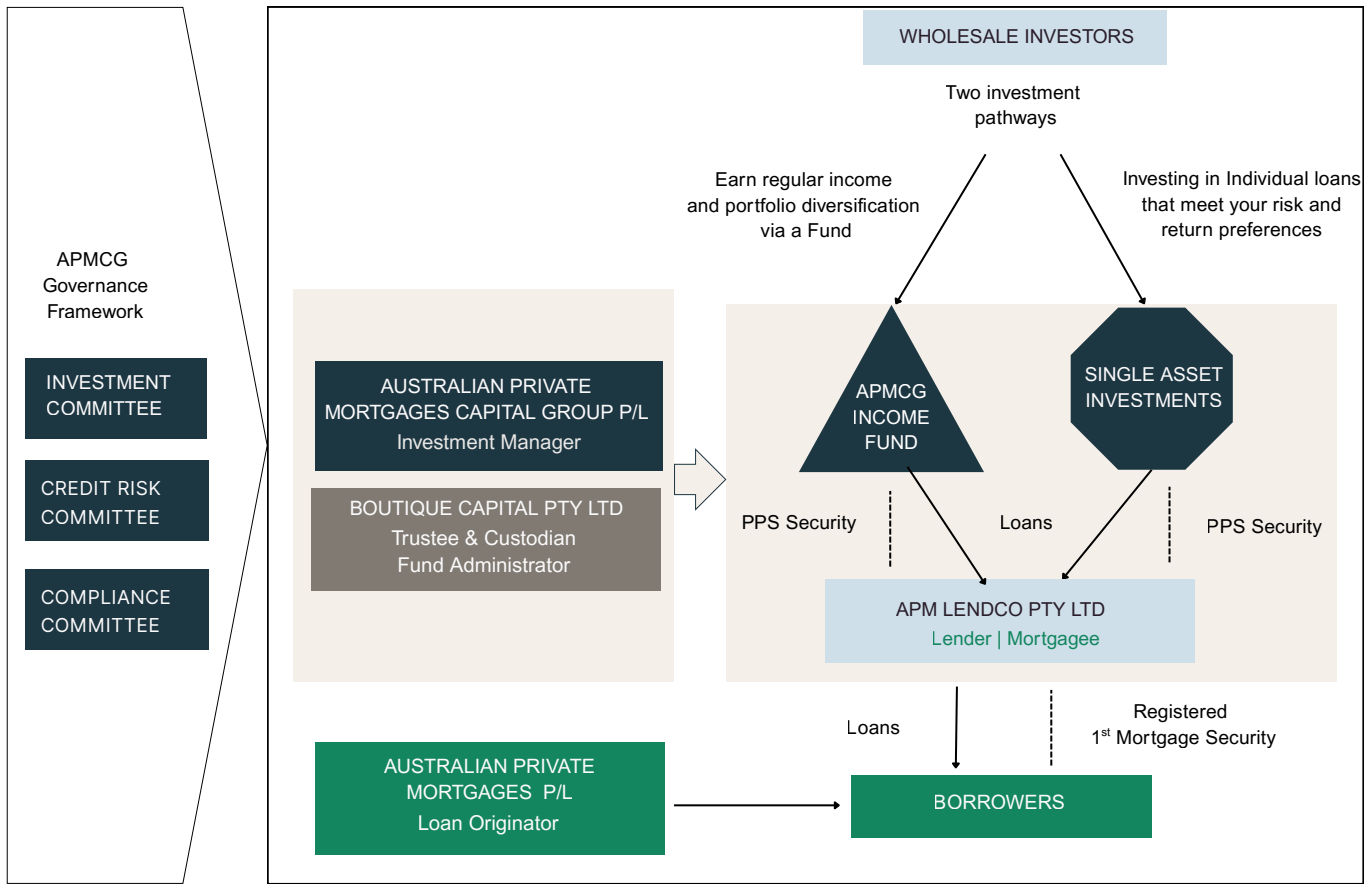 APMCG
Governance
Framework
INVESTMENT
COMMITTEE
CREDIT RISK
COMMITTEE
COMPLIANCE
COMMITTEE
WHOLESALE INVESTORS
Two investment
pathways
Earn regular income
and portfolio diversification
via a Fund
Investing in Individual loans
that meet your risk and
return preferences
AUSTRALIAN PRIVATE
MORTGAGES CAPITAL GROUP P/L
Investment Manager
BOUTIQUE CAPITAL PTY LTD
Trustee & Custodian
Fund Administrator
APMCG
INCOME
FUND
SINGLE ASSET
INVESTMENTS
PPS Security
Loans
PPS Security
APM LENDCO PTY LTD
Lender | Mortgagee
Loans
Registered
1st Mortgage Security
AUSTRALIAN PRIVATE
MORTGAGES P/L
Loan Originator
BORROWERS